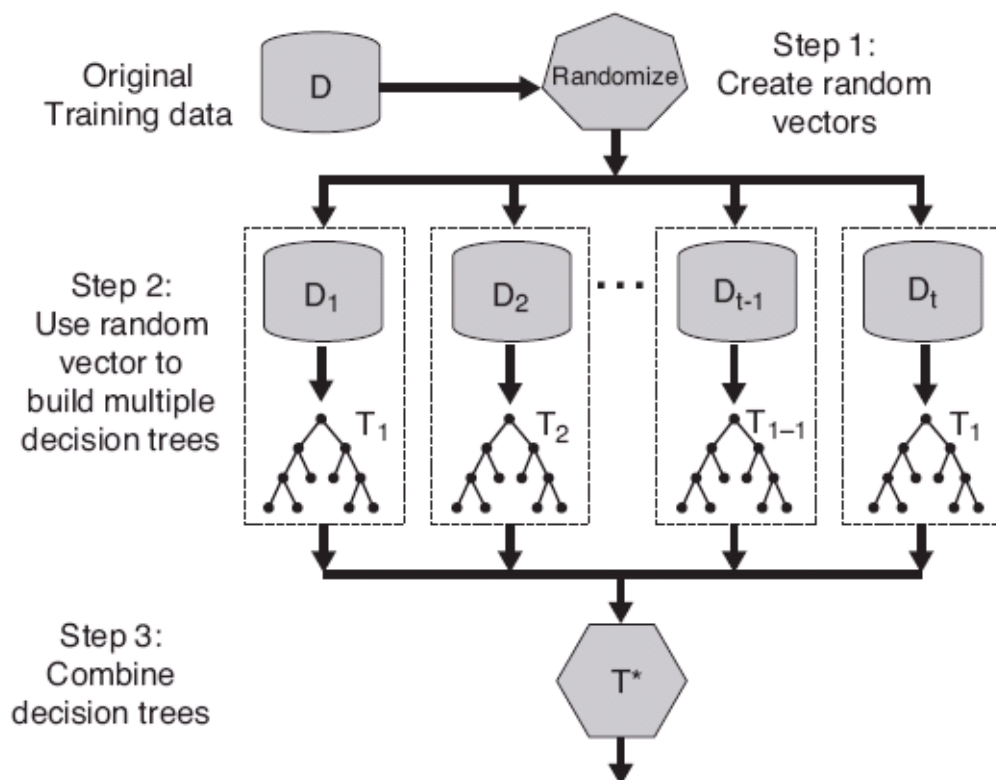 Original
Training data
D
Randomize
Step 1:
Create random
vectors
Step 2:
Use random
vector to
build multiple
decision trees
D₁
D₂
...
Dₜ₋₁
Dₜ
T₁
T₂
T₁₋₁
T₁
Step 3:
Combine
decision trees
T*